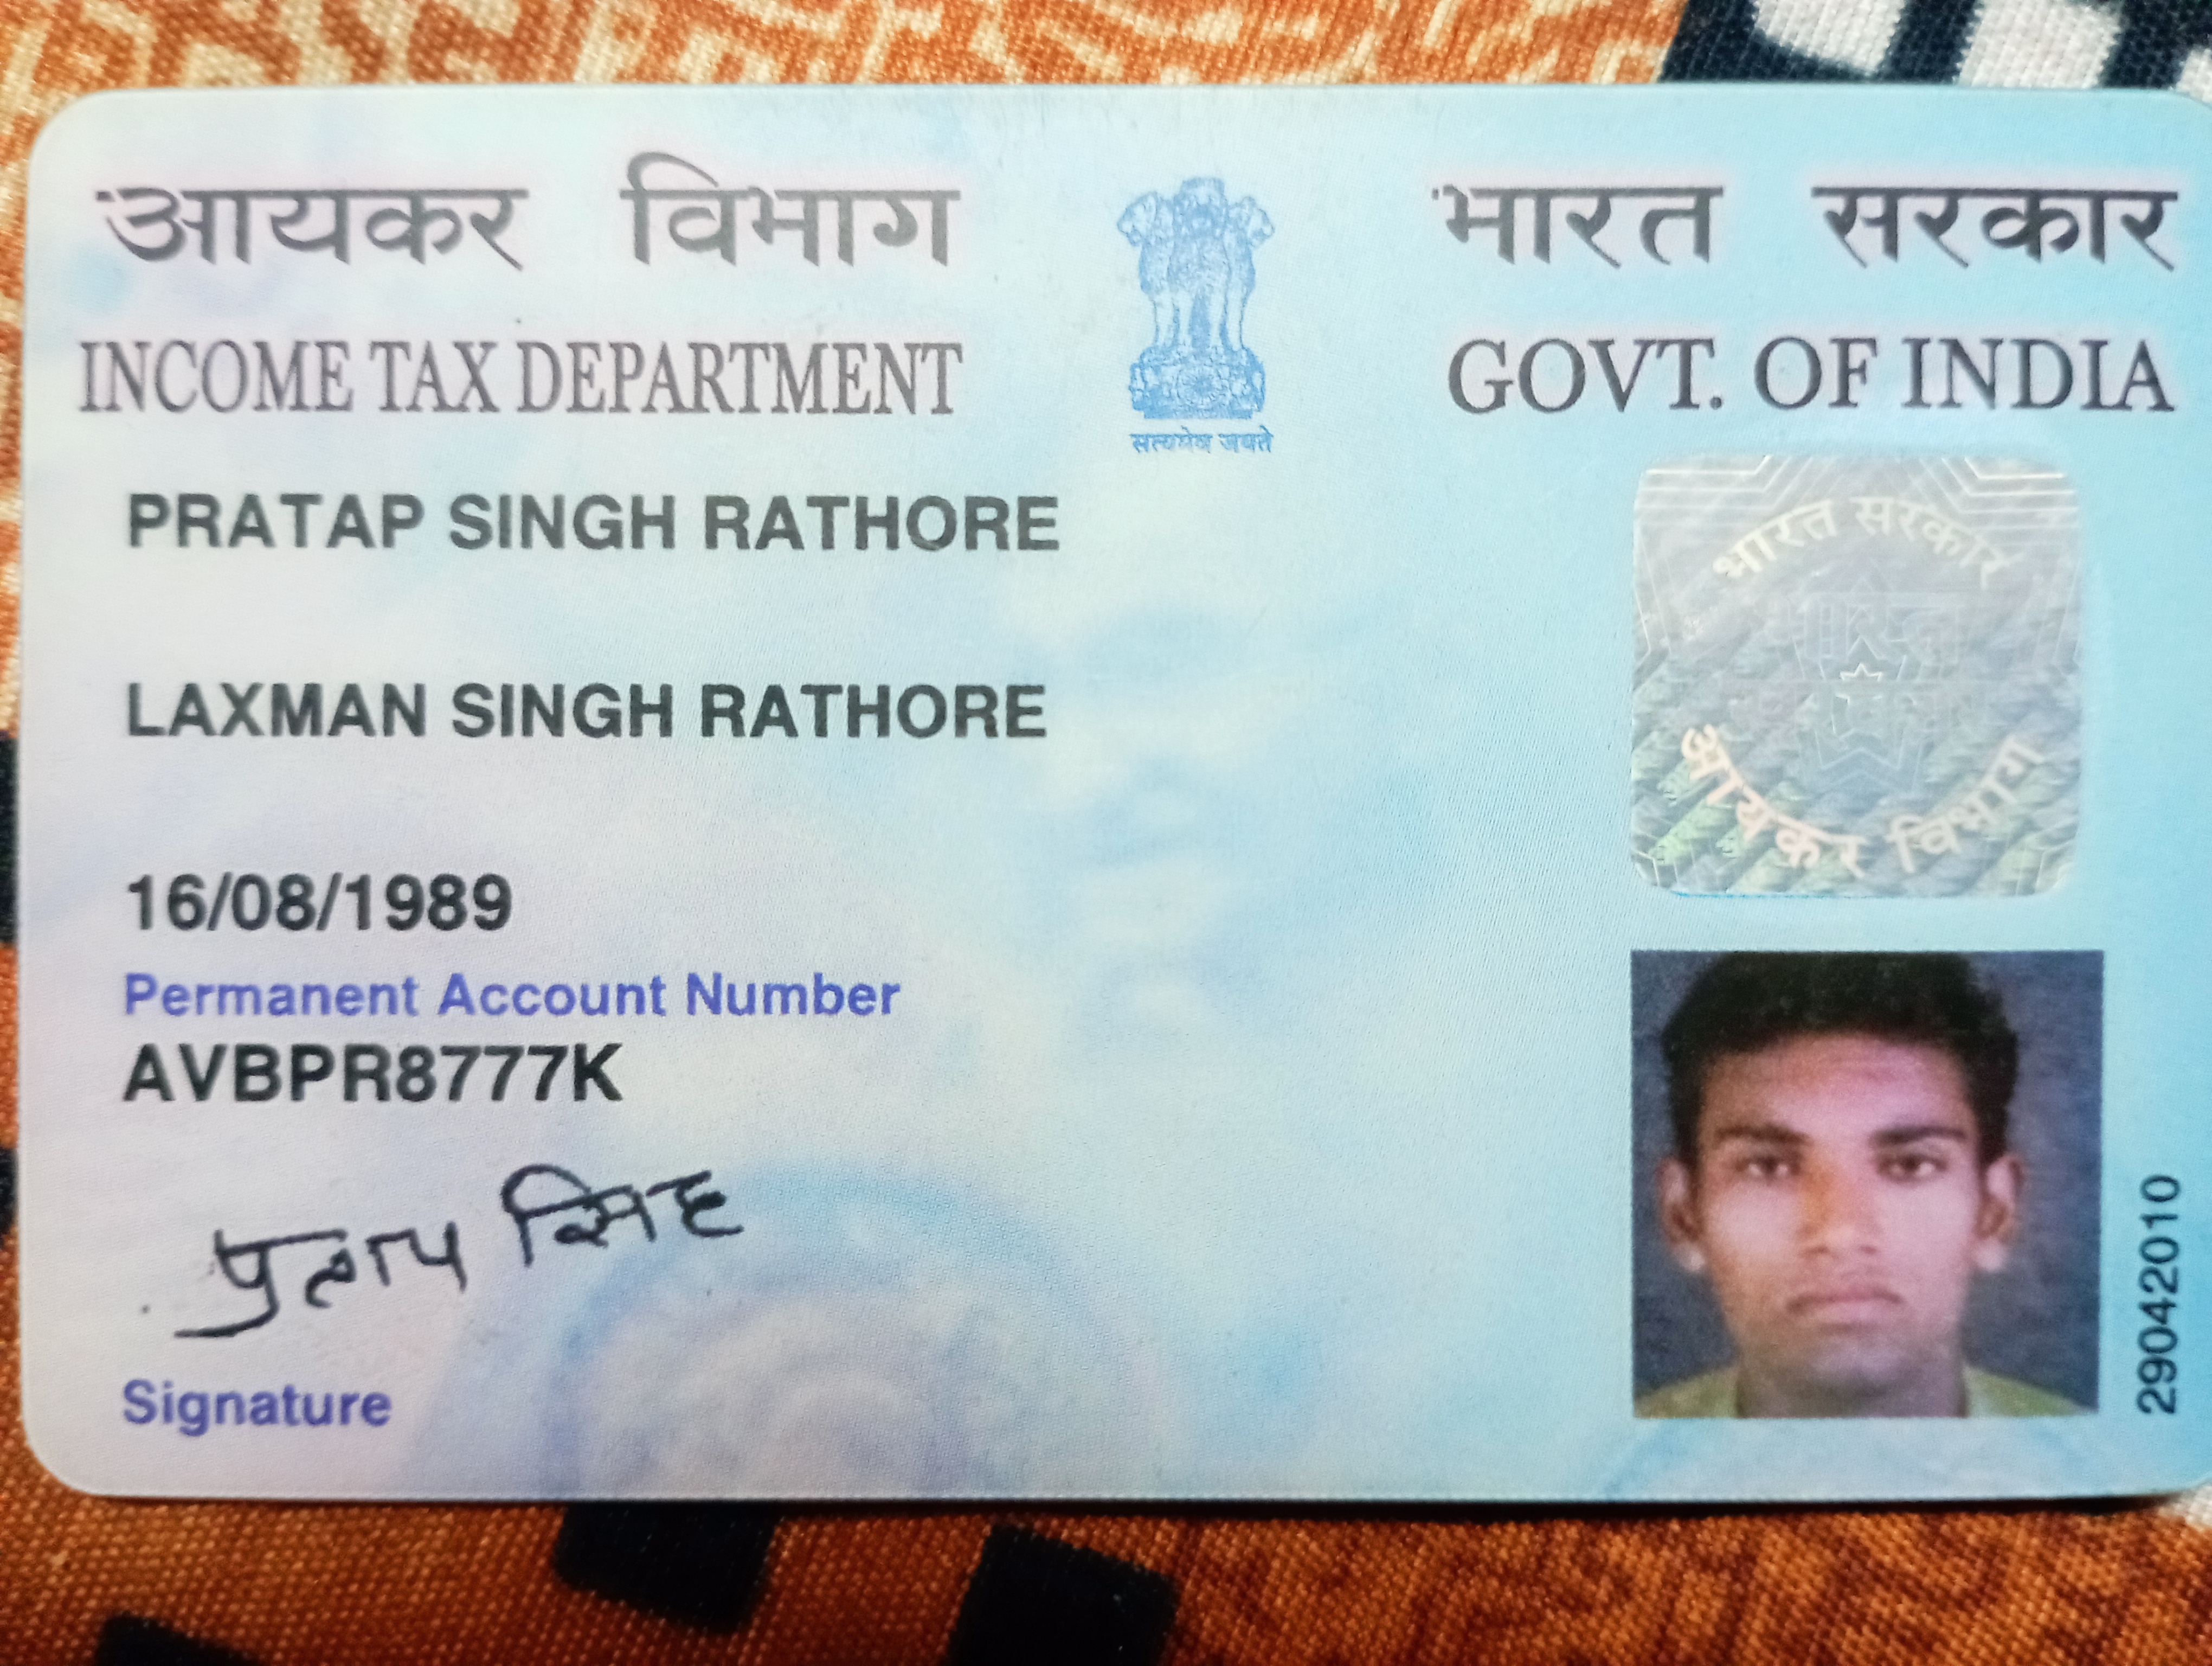 आयकर विभाग
INCOME TAX DEPARTMENT
सत्यमेव जयते
भारत सरकार
GOVT. OF INDIA
PRATAP SINGH RATHORE
LAXMAN SINGH RATHORE
16/08/1989
Permanent Account Number
AVBPR8777K
प्रताप सिंह
Signature
भारत सरकार
आयकर विभाग
29042010